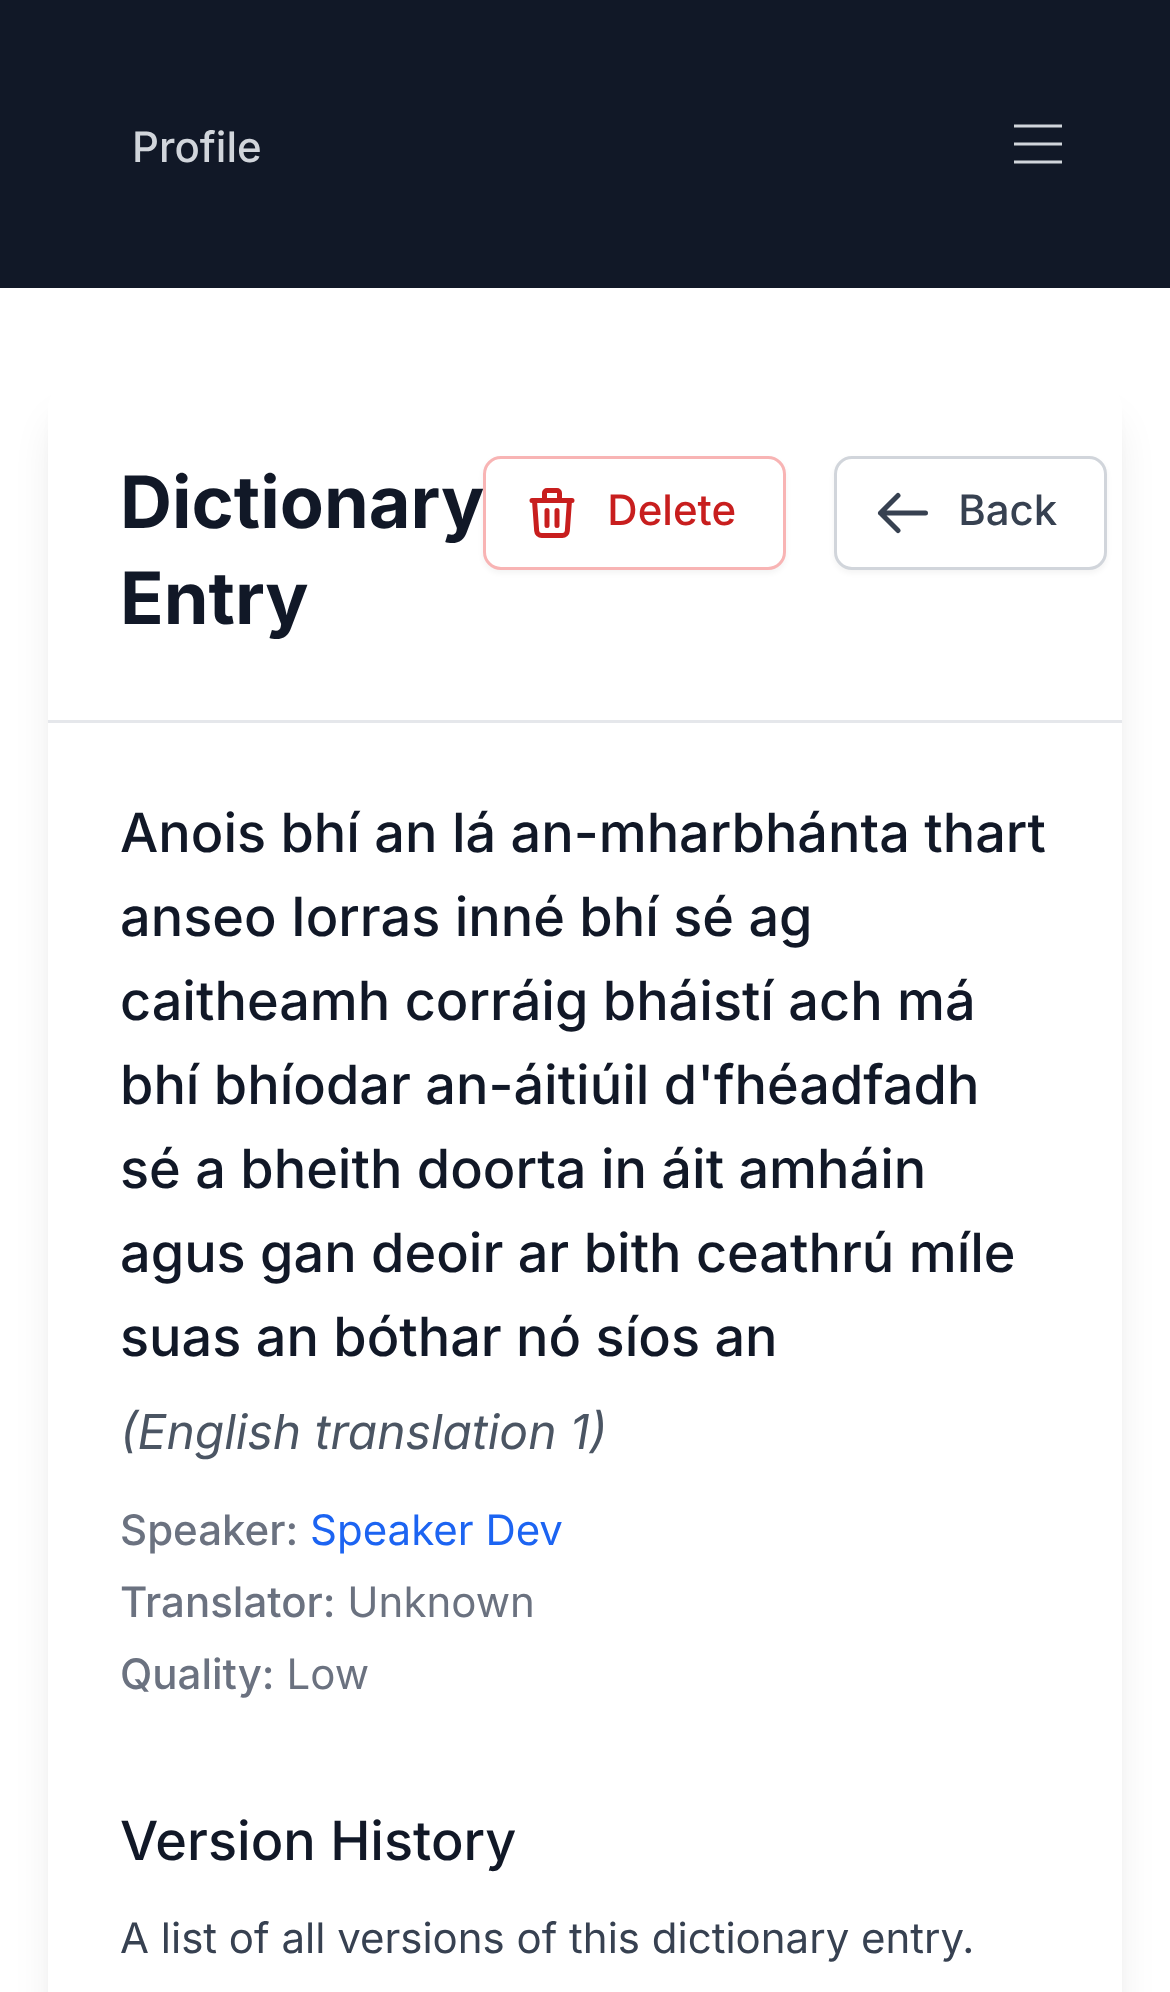 Profile
Dictionary
Entry
Delete
Back
Anois bhí an lá an-mharbhánta thart
anseo Iorras inné bhí sé ag
caitheamh corráig bháistí ach má
bhí bhíodar an-áitiúil d'fhéadfadh
sé a bheith doorta in áit amháin
agus gan deoir ar bith ceathrú míle
suas an bóthar nó síos an
(English translation 1)
Speaker: Speaker Dev
Translator: Unknown
Quality: Low
Version History
A list of all versions of this dictionary entry.